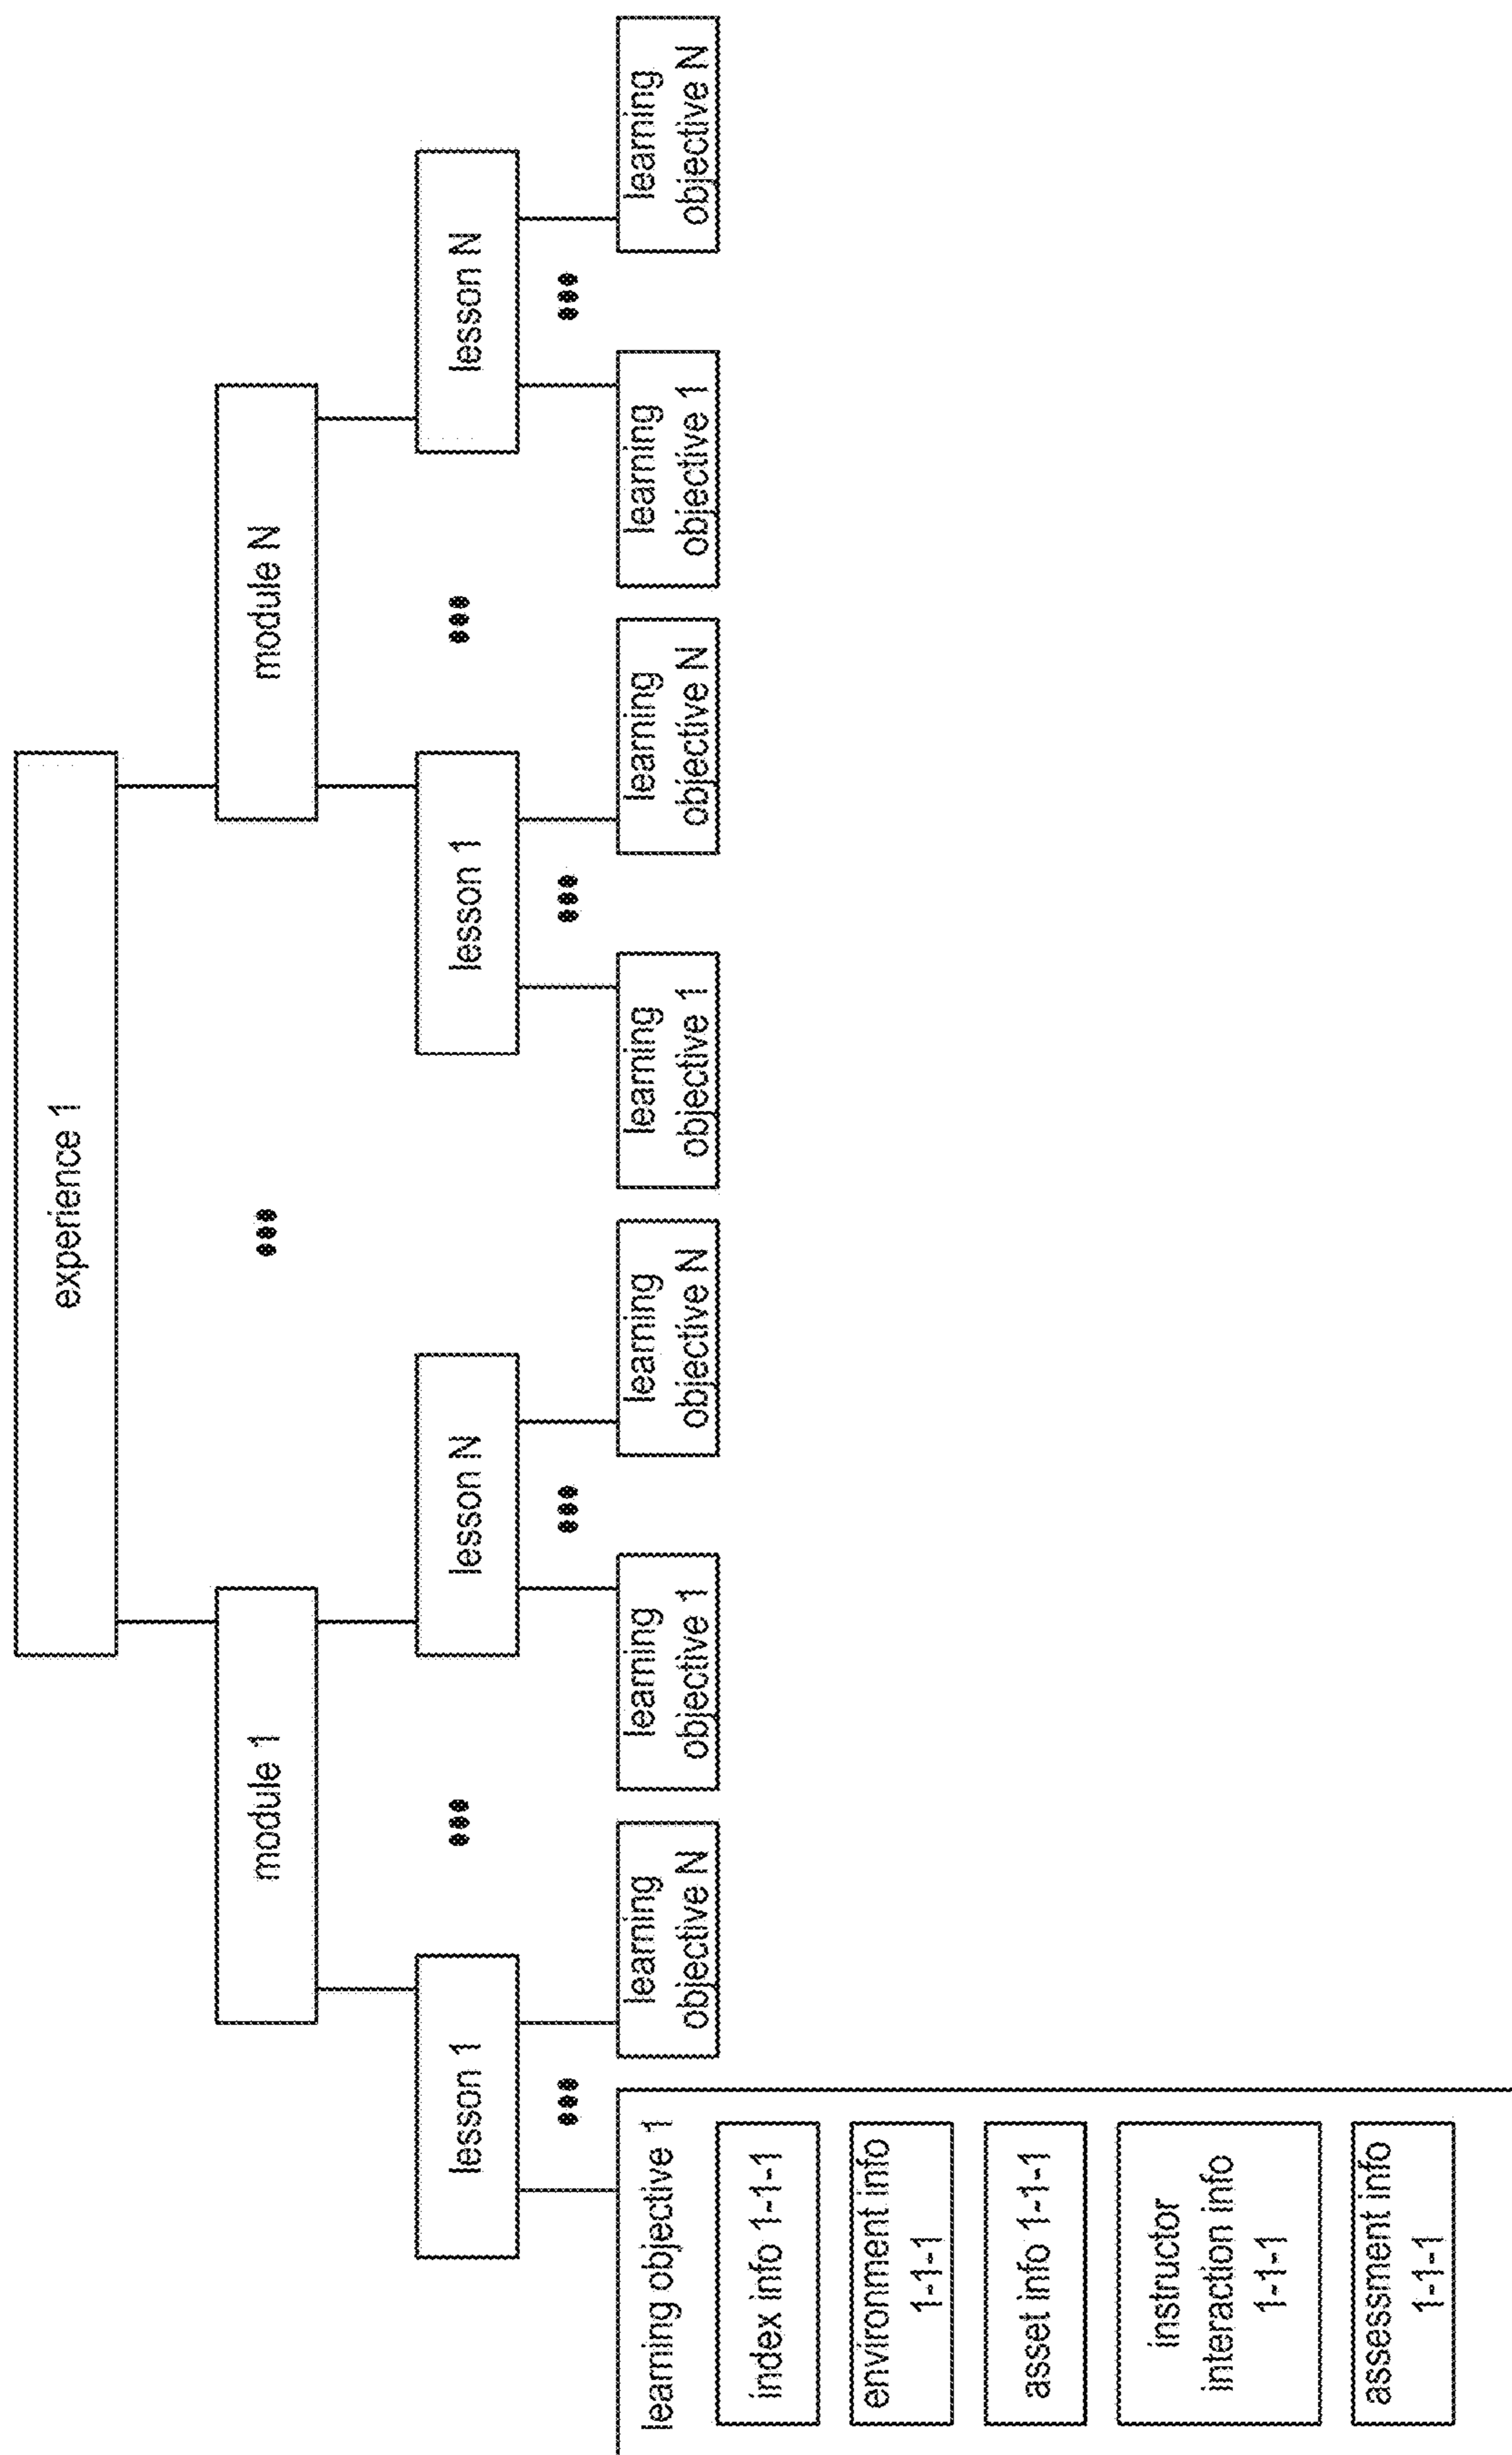 experience 1
module 1
module N
lesson 1
lesson N
lesson 1
lesson N
learning objective 1
index info 1-1-1
environment info
1-1-1
asset info 1-1-1
instructor
interaction info
1-1-1
assessment info
1-1-1
learning
objective N
learning
objective 1
learning
objective N
learning
objective 1
learning
objective N
learning
objective 1
learning
objective N